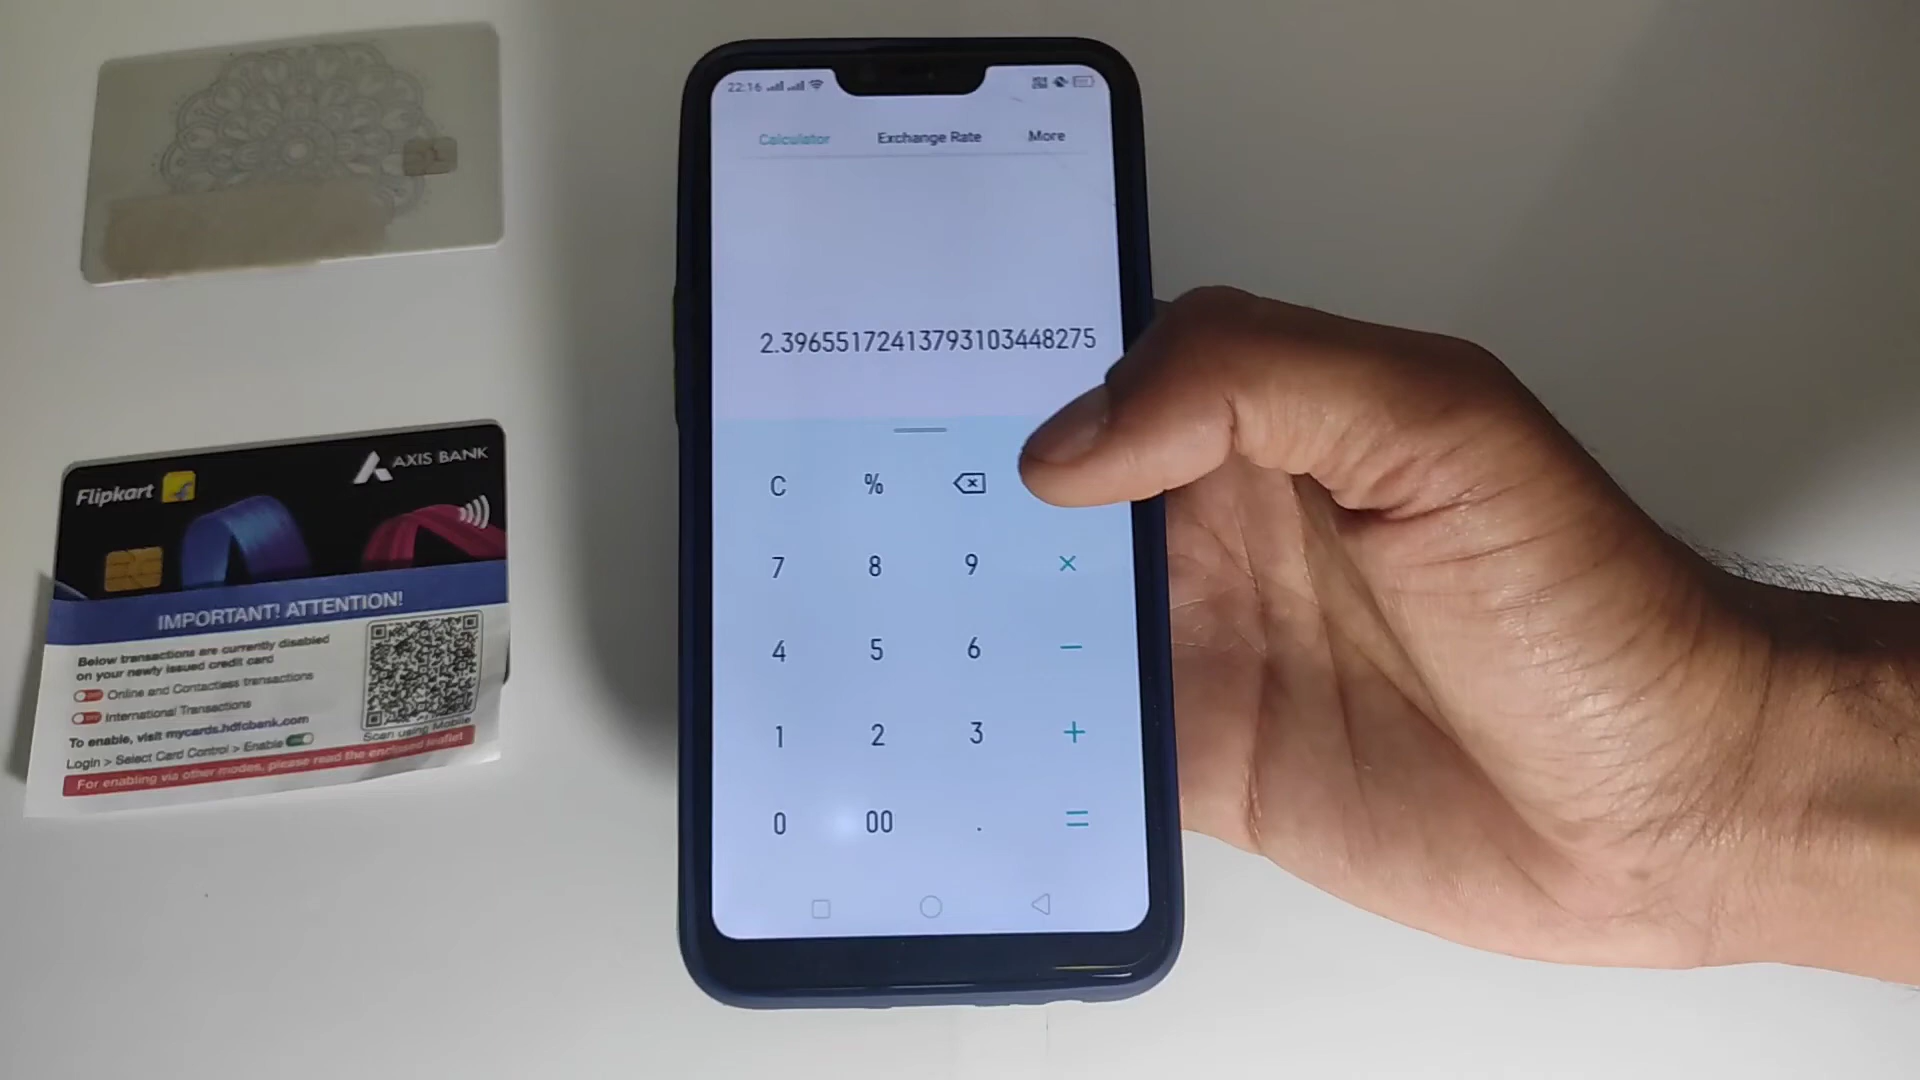 22:16
Calculator Exchange Rate More
2.396551724137931034482​75
C %
7 8 9 ×
4 5 6 −
1 2 3 +
0 00 . =
Flipkart
AXIS BANK
IMPORTANT! ATTENTION!
Below transactions are currently disabled
on your newly issued credit card
Online and Contactless transactions
International Transactions
To enable, visit mycards.hdfcbank.com
Login > Select Card Control > Enable
Scan using Mobile
For enabling via other modes, please read the enclosed leaflet